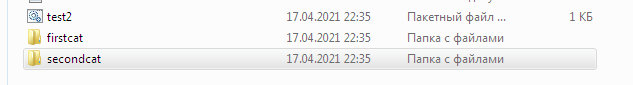 test2 17.04.2021 22:35 Пакетный файл ... 1 КБ
firstcat 17.04.2021 22:35 Папка с файлами
secondcat 17.04.2021 22:35 Папка с файлами